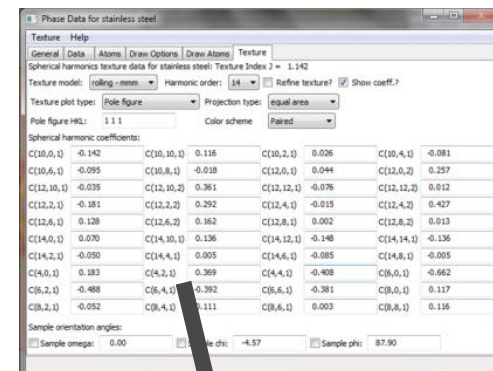 Phase Data for stainless steel
Texture Help
General Data Atoms Draw Options Draw Atoms Texture
Spherical harmonics texture data for stainless steel: Texture Index J = 1.142
Texture model: rolling - mmm Harmonic order: 14 Refine texture? Show coeff.?
Texture plot type: Pole figure Projection type: equal area
Pole figure HKL: 1 1 1 Color scheme Paired
Spherical harmonic coefficients:
C(10,0,1) -0.142 C(10,10,1) 0.116 C(10,2,1) 0.026 C(10,4,1) -0.081
C(10,6,1) -0.095 C(10,8,1) -0.018 C(12,0,1) 0.044 C(12,0,2) 0.257
C(12,10,1) -0.035 C(12,10,2) 0.361 C(12,12,1) -0.076 C(12,12,2) 0.012
C(12,2,1) -0.181 C(12,2,2) 0.292 C(12,4,1) -0.015 C(12,4,2) 0.427
C(12,6,1) 0.128 C(12,6,2) 0.162 C(12,8,1) 0.002 C(12,8,2) 0.013
C(14,0,1) 0.070 C(14,10,1) 0.136 C(14,12,1) -0.148 C(14,14,1) -0.136
C(14,2,1) -0.050 C(14,4,1) 0.005 C(14,6,1) -0.085 C(14,8,1) -0.005
C(4,0,1) 0.183 C(4,2,1) 0.369 C(4,4,1) -0.408 C(6,0,1) -0.662
C(6,2,1) -0.488 C(6,4,1) -0.392 C(6,6,1) -0.381 C(8,0,1) 0.117
C(8,2,1) -0.052 C(8,4,1) 0.111 C(8,6,1) 0.003 C(8,8,1) 0.116
Sample orientation angles:
Sample omega: 0.00 chi: -4.57 Sample phi: 87.90